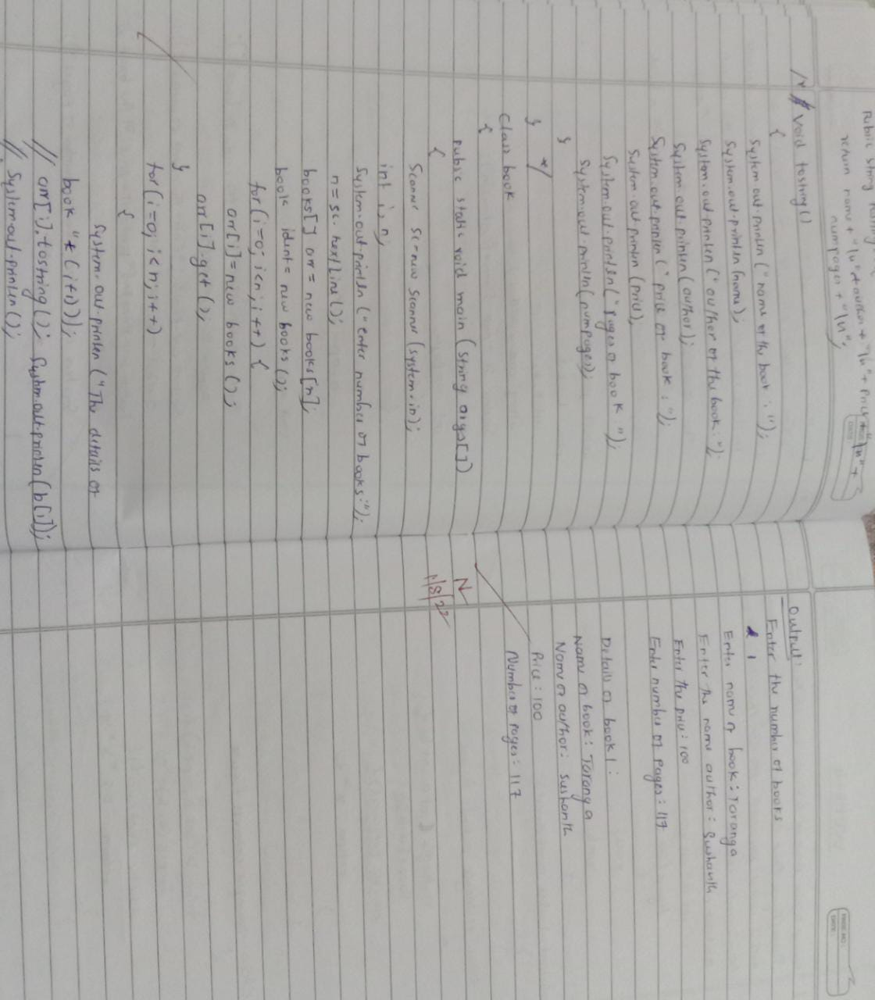 Public String
return name + "\n" + author + "\n" + price + "\n" +
numpages + "\n";
/* void tostring()
{
System.out.println ("name of the book : ");
System.out.println (name);
System.out.println ("author of the book : ");
System.out.println (author);
System.out.println (" price of book : ");
System.out.println (price),
System.out.println ("pages of book : ");
System.out.println (numpages);
}
} */
Class book
{
public static void main (String args[])
{
Scanner sc = new Scanner (System.in);
int i, n;
System.out.println ("enter number of books:");
n = sc. nextLine();
books[] arr = new books[n];
book ident = new books();
for(i=0; i<n; i++) {
arr[i] = new books();
arr[i].get();
}
for(i=0; i<n; i++)
{
System.out.println ("The details of
book "+(i+1));
// arr[i].tostring(); System.out.println(b[i]);
// System.out.println();
Output:
Enter the number of books
1
Enter name of book : Taranga
Enter the name author : Sushanth
Enter the price : 100
Enter number of pages : 117
Details of book 1 :
Name of book : Taranga
Name of author : Sushanth
Price : 100
Number of pages : 117
N
1/8/22
PAGE NO:
DATE: